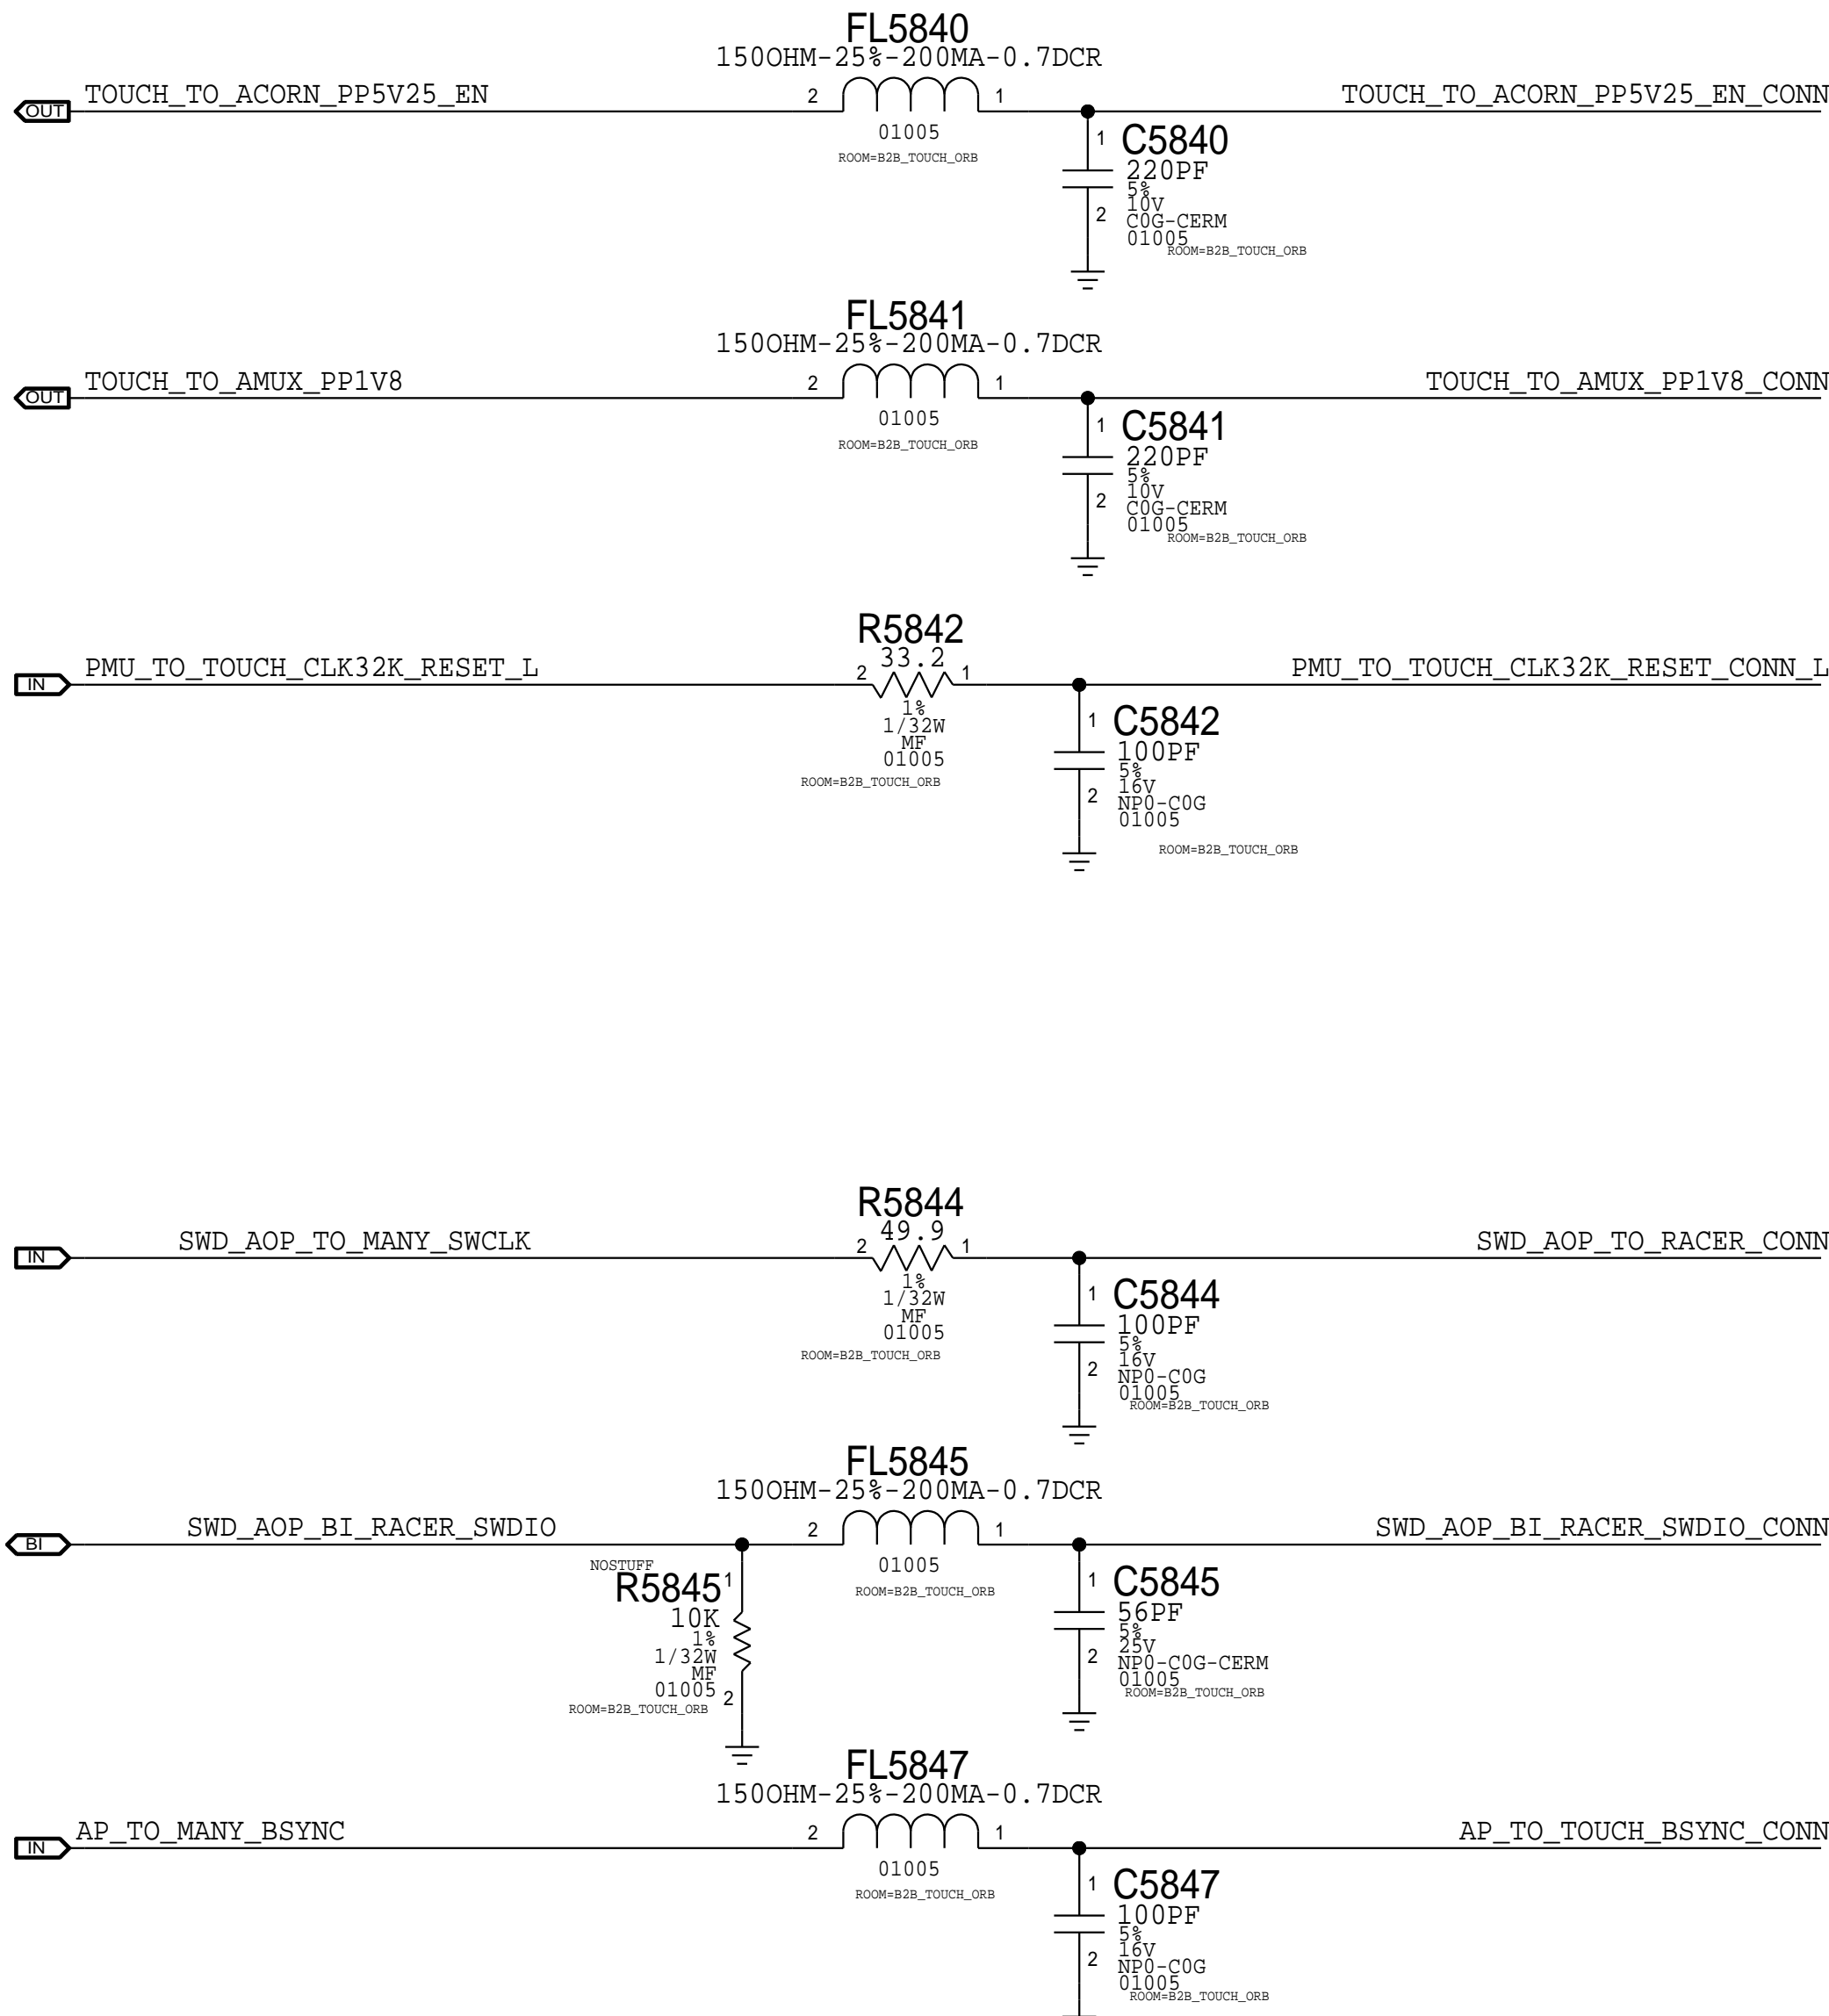 FL5840
150OHM-25%-200MA-0.7DCR
OUT
TOUCH_TO_ACORN_PP5V25_EN
2
1
TOUCH_TO_ACORN_PP5V25_EN_CONN
01005
ROOM=B2B_TOUCH_ORB
1
C5840
220PF
5%
10V
2
C0G-CERM
01005
ROOM=B2B_TOUCH_ORB
FL5841
150OHM-25%-200MA-0.7DCR
OUT
TOUCH_TO_AMUX_PP1V8
2
1
TOUCH_TO_AMUX_PP1V8_CONN
01005
ROOM=B2B_TOUCH_ORB
1
C5841
220PF
5%
10V
2
C0G-CERM
01005
ROOM=B2B_TOUCH_ORB
R5842
33.2
IN
PMU_TO_TOUCH_CLK32K_RESET_L
2
1
PMU_TO_TOUCH_CLK32K_RESET_CONN_L
1%
1/32W
MF
01005
ROOM=B2B_TOUCH_ORB
1
C5842
100PF
5%
16V
2
NP0-C0G
01005
ROOM=B2B_TOUCH_ORB
R5844
49.9
IN
SWD_AOP_TO_MANY_SWCLK
2
1
SWD_AOP_TO_RACER_CONN
1%
1/32W
MF
01005
ROOM=B2B_TOUCH_ORB
1
C5844
100PF
5%
16V
2
NP0-C0G
01005
ROOM=B2B_TOUCH_ORB
FL5845
150OHM-25%-200MA-0.7DCR
BI
SWD_AOP_BI_RACER_SWDIO
2
1
SWD_AOP_BI_RACER_SWDIO_CONN
01005
ROOM=B2B_TOUCH_ORB
NOSTUFF
R5845
1
10K
1%
1/32W
MF
01005
2
ROOM=B2B_TOUCH_ORB
1
C5845
56PF
5%
25V
2
NP0-C0G-CERM
01005
ROOM=B2B_TOUCH_ORB
FL5847
150OHM-25%-200MA-0.7DCR
IN
AP_TO_MANY_BSYNC
2
1
AP_TO_TOUCH_BSYNC_CONN
01005
ROOM=B2B_TOUCH_ORB
1
C5847
100PF
5%
16V
2
NP0-C0G
01005
ROOM=B2B_TOUCH_ORB